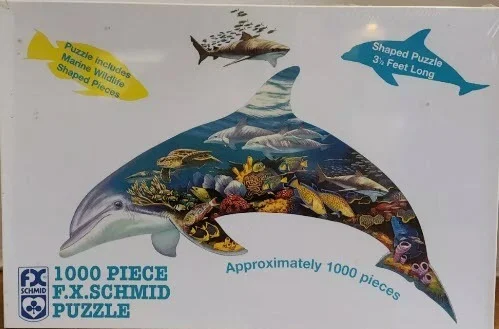 Puzzle includes
Marine Wildlife
Shaped Pieces
Shaped Puzzle
3½ Feet Long
Approximately 1000 pieces
FX
SCHMID
1000 PIECE
F.X.SCHMID
PUZZLE